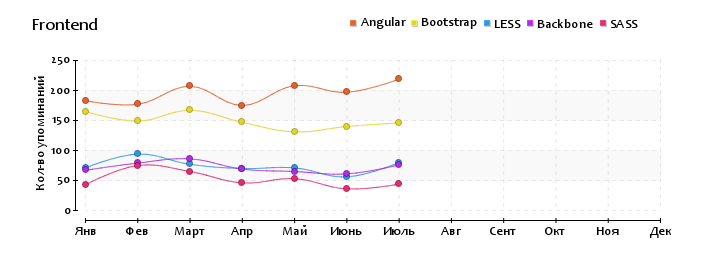 Frontend
Angular Bootstrap LESS Backbone SASS
Кол-во упоминаний
250
200
150
100
50
0
Янв Фев Март Апр Май Июнь Июль Авг Сент Окт Ноя Дек